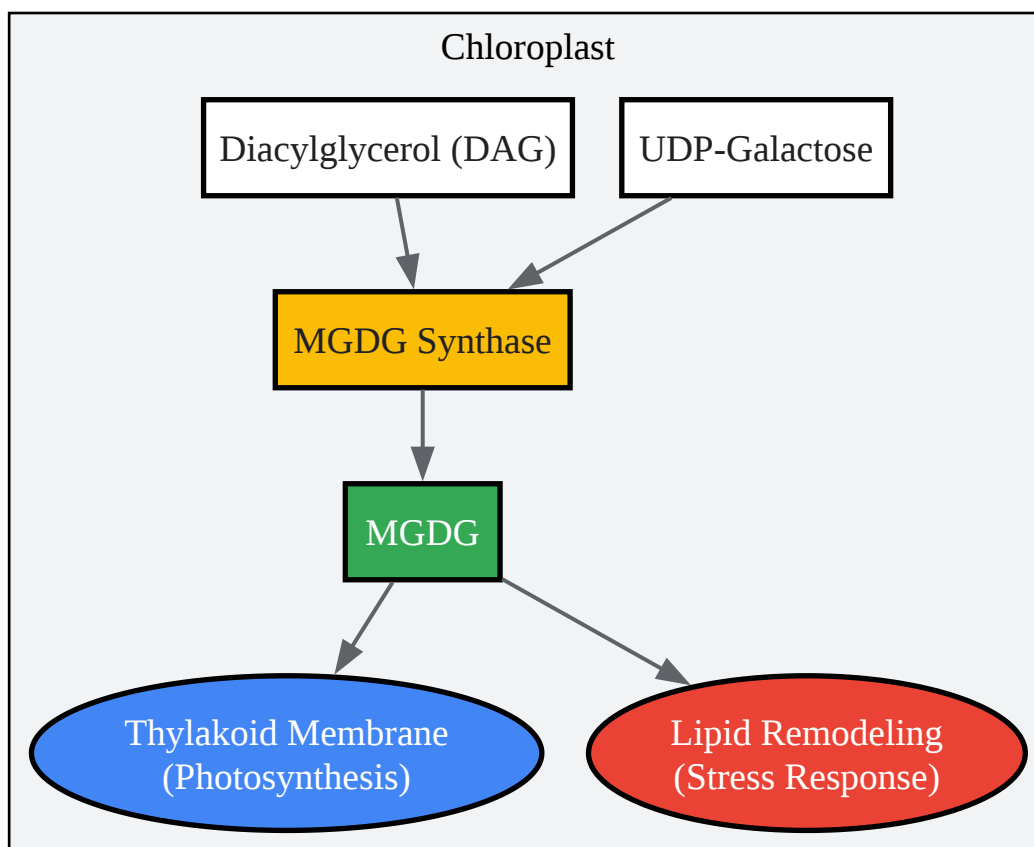 Chloroplast
Diacylglycerol (DAG)
UDP-Galactose
MGDG Synthase
MGDG
Thylakoid Membrane
(Photosynthesis)
Lipid Remodeling
(Stress Response)